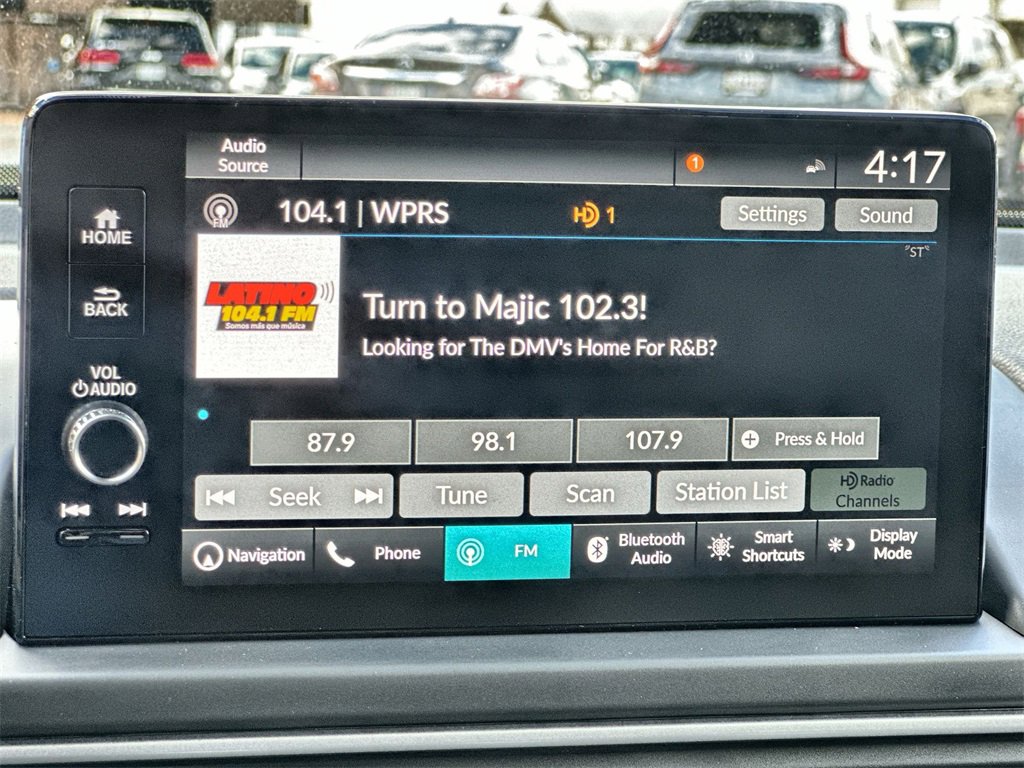 Audio
Source
1
4:17
FM
104.1 | WPRS
HD 1
Settings
Sound
"ST"
LATINO
104.1 FM
Somos más que música
Turn to Majic 102.3!
Looking for The DMV's Home For R&B?
HOME
BACK
VOL
AUDIO
87.9
98.1
107.9
Press & Hold
Seek
Tune
Scan
Station List
HD Radio
Channels
Navigation
Phone
FM
Bluetooth
Audio
Smart
Shortcuts
Display
Mode